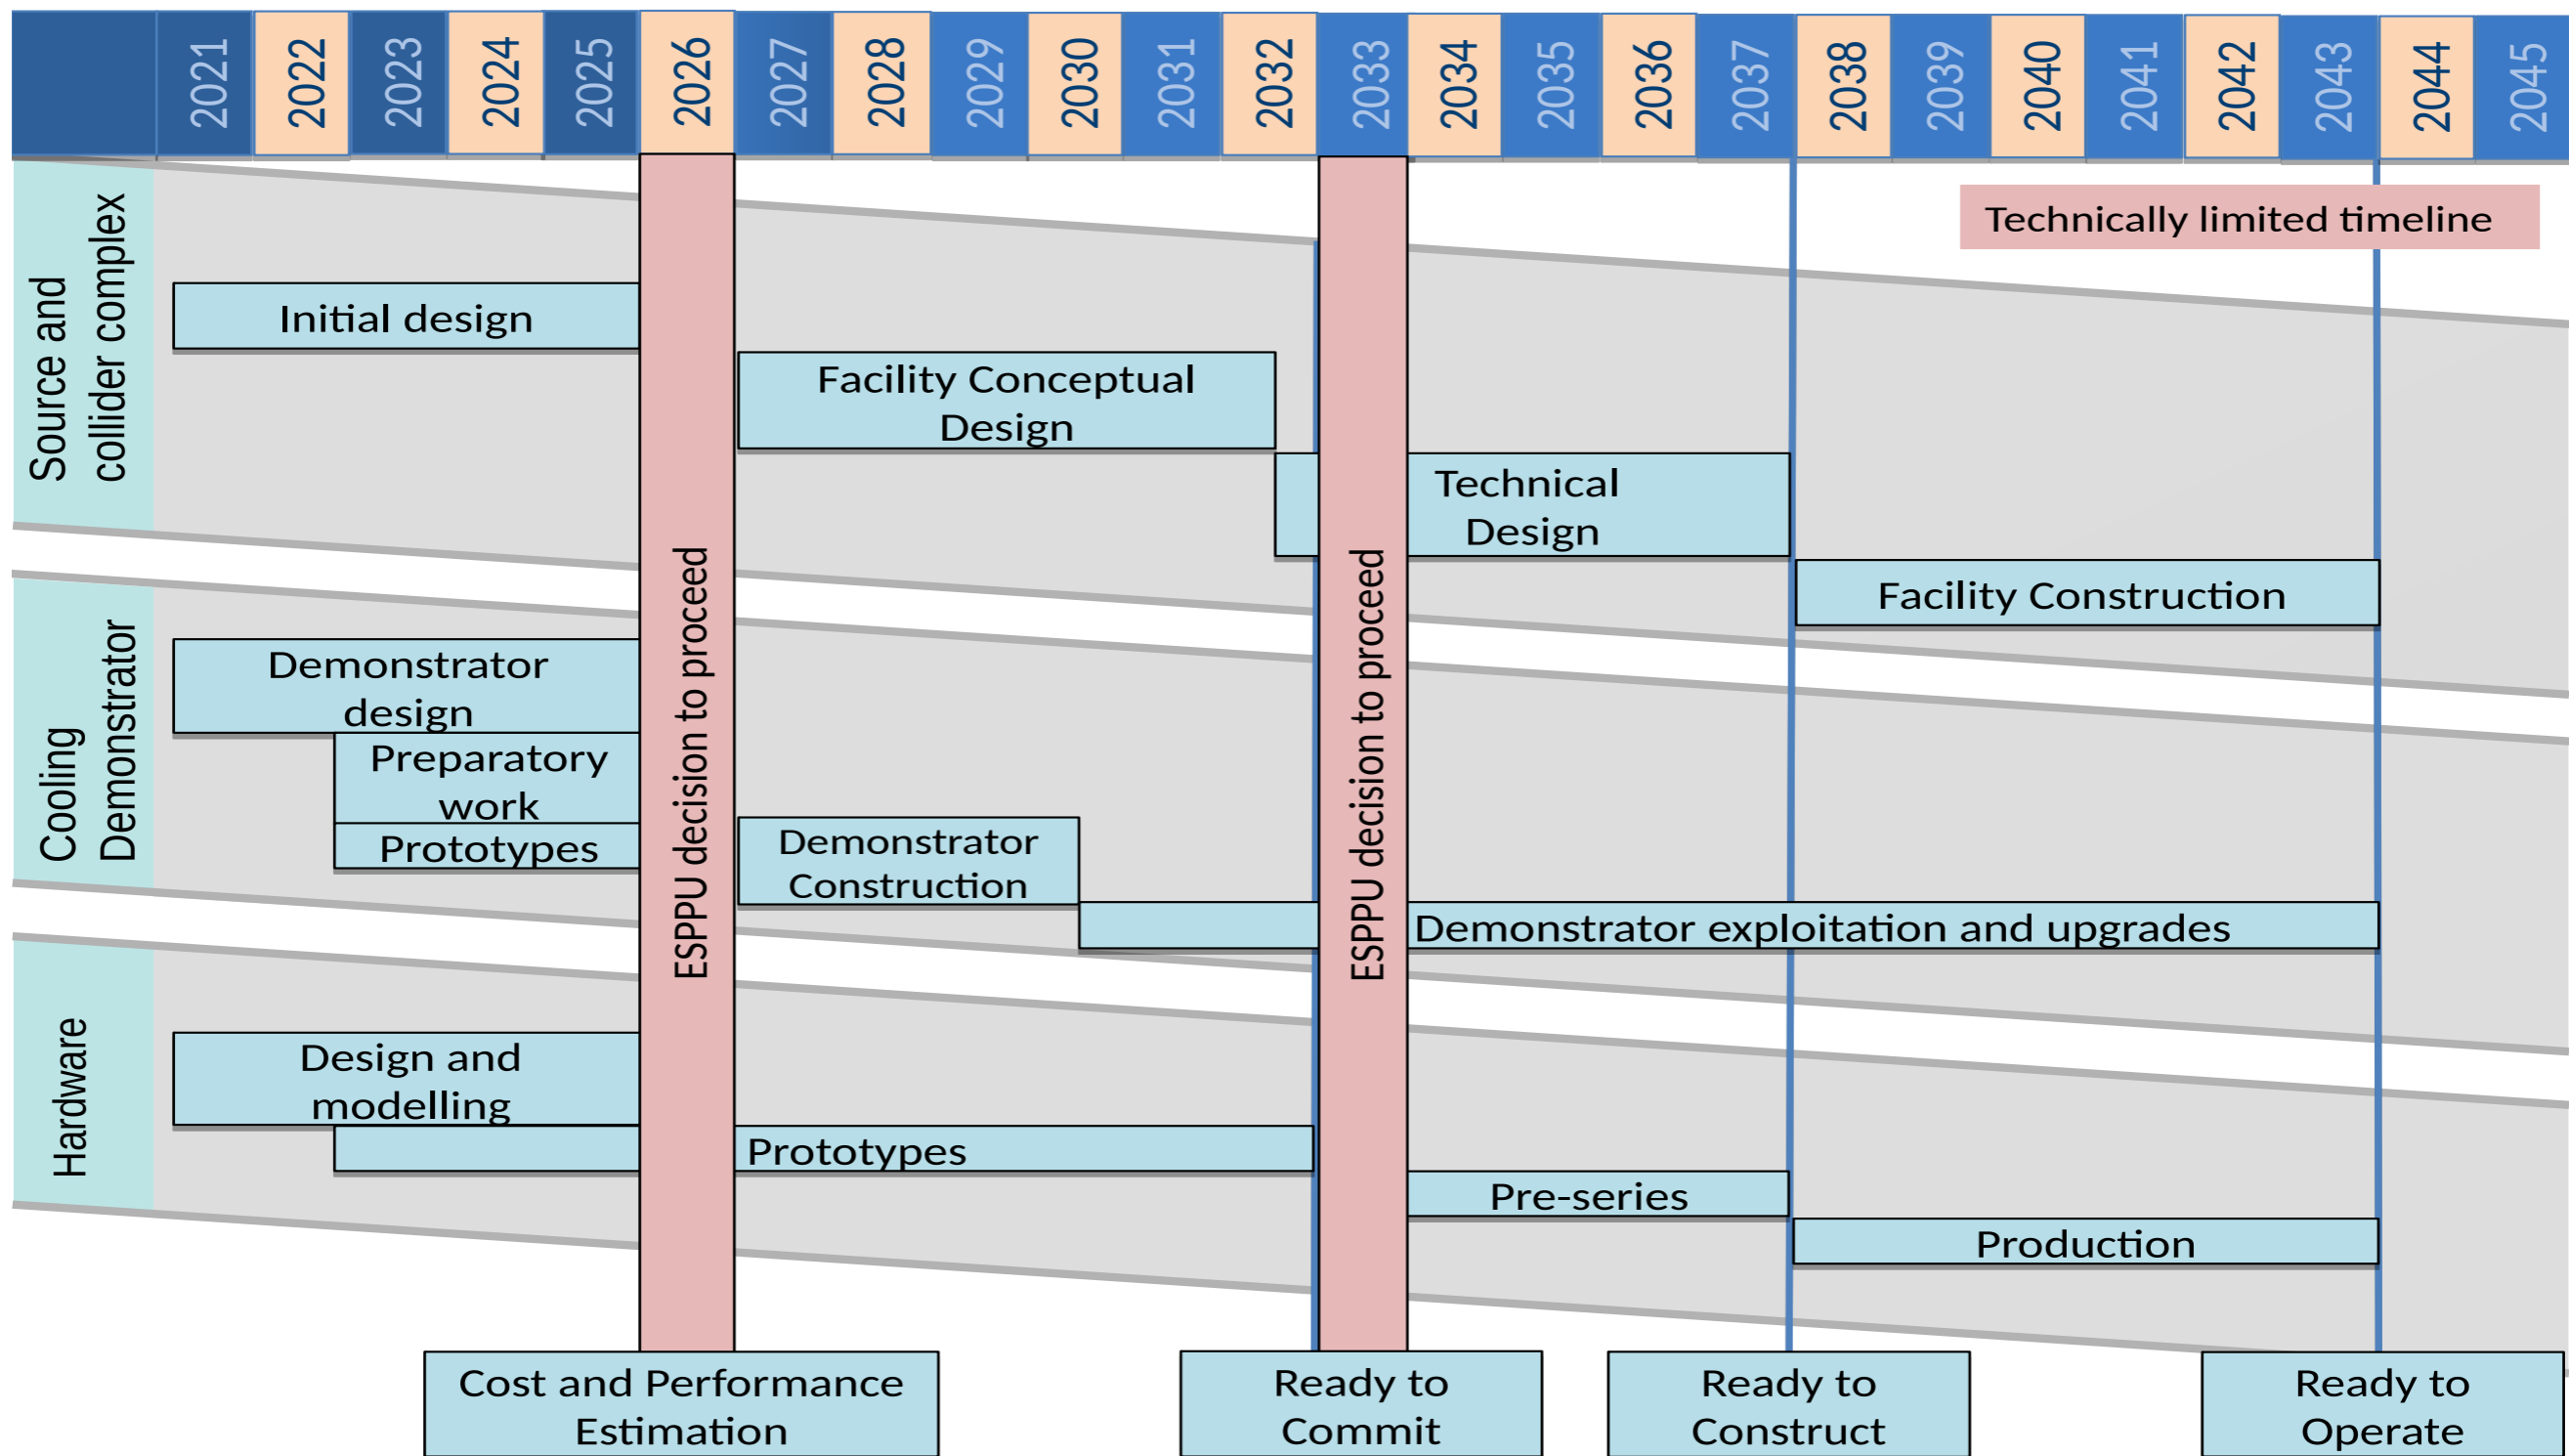 2021
2022
2023
2024
2025
2026
2027
2028
2029
2030
2031
2032
2033
2034
2035
2036
2037
2038
2039
2040
2041
2042
2043
2044
2045
Technically limited timeline
Source and
collider complex
Initial design
Facility Conceptual
Design
Technical
Design
Facility Construction
ESPPU decision to proceed
ESPPU decision to proceed
Cooling
Demonstrator
Demonstrator
design
Preparatory
work
Prototypes
Demonstrator
Construction
Demonstrator exploitation and upgrades
Hardware
Design and
modelling
Prototypes
Pre-series
Production
Cost and Performance
Estimation
Ready to
Commit
Ready to
Construct
Ready to
Operate